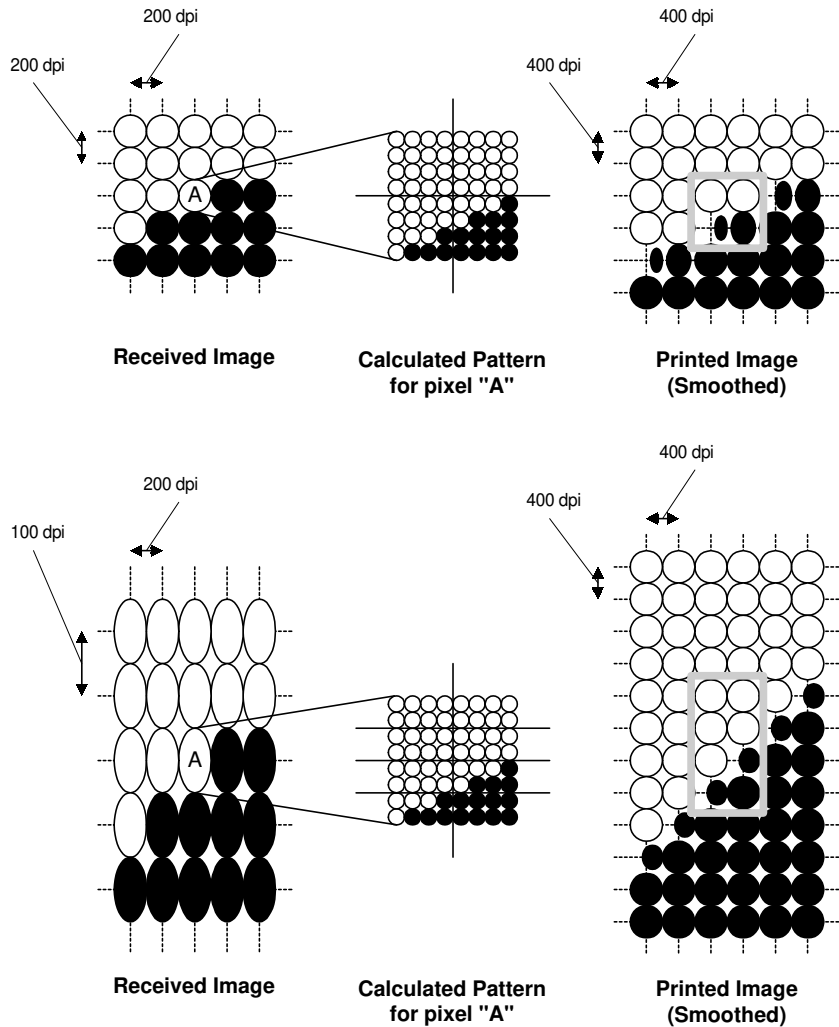 200 dpi
200 dpi
A
400 dpi
400 dpi
Received Image
Calculated Pattern
for pixel "A"
Printed Image
(Smoothed)
200 dpi
100 dpi
A
400 dpi
400 dpi
Received Image
Calculated Pattern
for pixel "A"
Printed Image
(Smoothed)